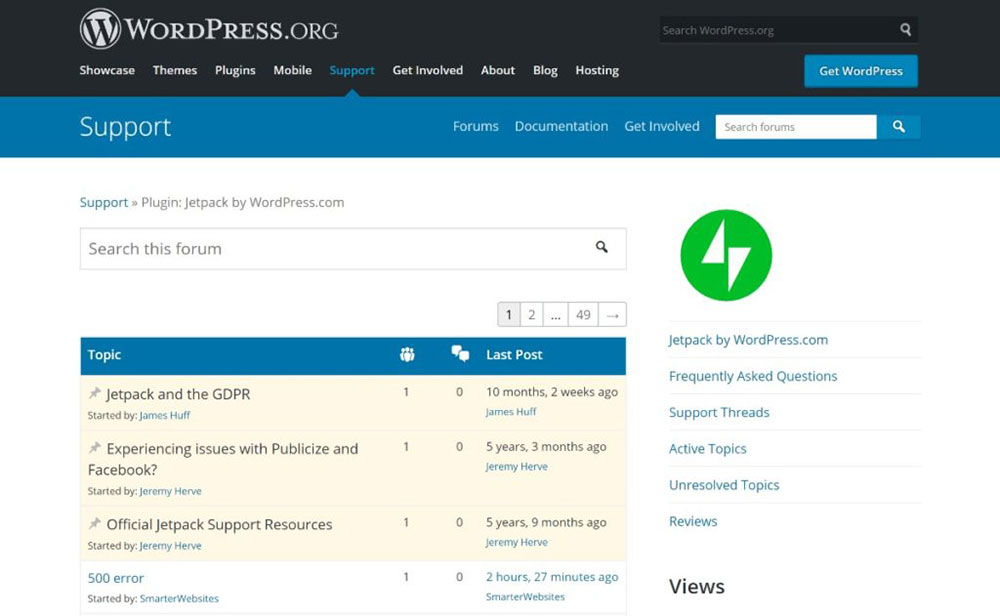 WORDPRESS.ORG
Search WordPress.org
Showcase Themes Plugins Mobile Support Get Involved About Blog Hosting
Get WordPress
Support
Forums Documentation Get Involved
Search forums
Support » Plugin: Jetpack by WordPress.com
Search this forum
1 2 ... 49 →
Topic Last Post
Jetpack and the GDPR 1 0 10 months, 2 weeks ago
Started by: James Huff James Huff
Experiencing issues with Publicize and 1 0 5 years, 3 months ago
Facebook? Jeremy Herve
Started by: Jeremy Herve
Official Jetpack Support Resources 1 0 5 years, 9 months ago
Started by: Jeremy Herve Jeremy Herve
500 error 1 0 2 hours, 27 minutes ago
Started by: SmarterWebsites SmarterWebsites
Jetpack by WordPress.com
Frequently Asked Questions
Support Threads
Active Topics
Unresolved Topics
Reviews
Views